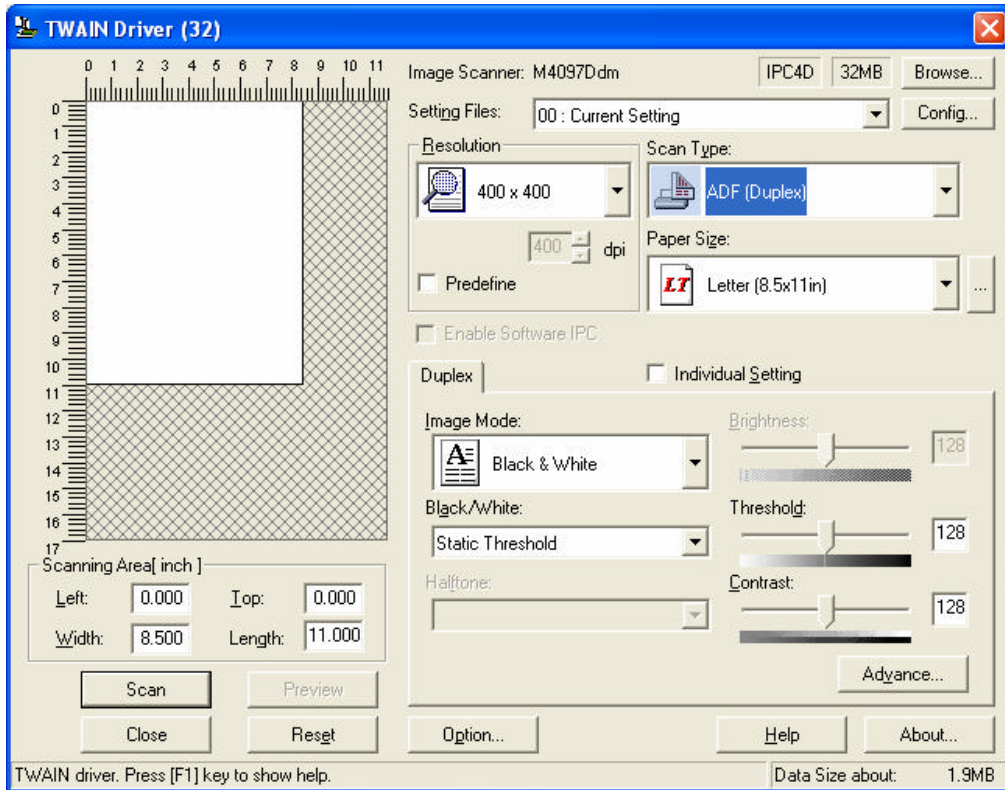 TWAIN Driver (32)
0 1 2 3 4 5 6 7 8 9 10 11
0
1
2
3
4
5
6
7
8
9
10
11
12
13
14
15
16
17
Image Scanner: M4097Ddm IPC4D 32MB Browse...
Setting Files: 00 : Current Setting Config...
Resolution
400 x 400
400 dpi
Predefine
Scan Type:
ADF (Duplex)
Paper Size:
LT Letter (8.5x11in) ...
Enable Software IPC
Duplex Individual Setting
Image Mode:
A Black & White
Black/White:
Static Threshold
Halftone:
Brightness:
128
Threshold:
128
Contrast:
128
Advance...
Scanning Area[ inch ]
Left: 0.000 Top: 0.000
Width: 8.500 Length: 11.000
Scan Preview
Close Reset
Option... Help About...
TWAIN driver. Press [F1] key to show help. Data Size about: 1.9MB